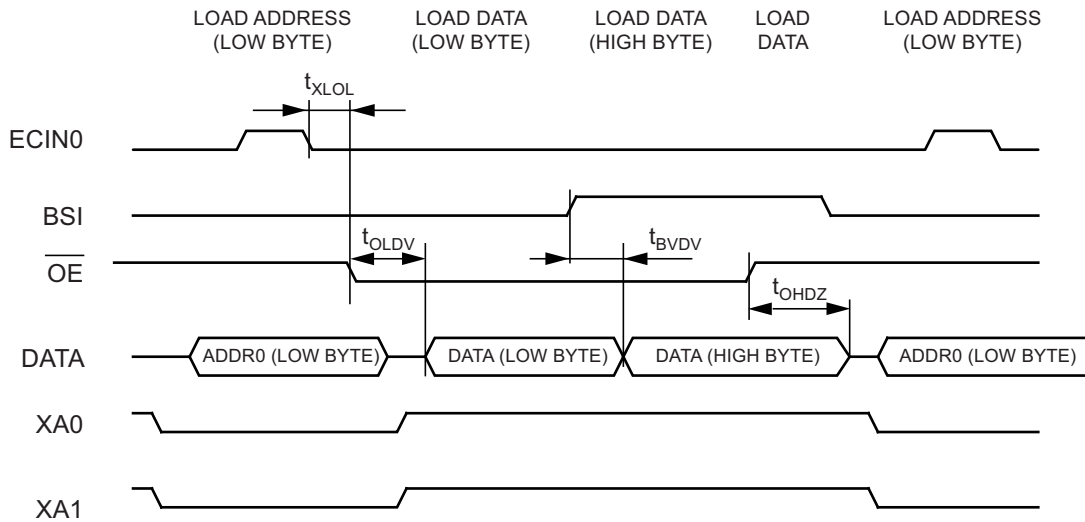 LOAD ADDRESS
(LOW BYTE)
LOAD DATA
(LOW BYTE)
LOAD DATA
(HIGH BYTE)
LOAD
DATA
LOAD ADDRESS
(LOW BYTE)
tXLOL
ECIN0
BSI
tOLDV
tBVDV
OE
tOHDZ
DATA
ADDR0 (LOW BYTE)
DATA (LOW BYTE)
DATA (HIGH BYTE)
ADDR0 (LOW BYTE)
XA0
XA1